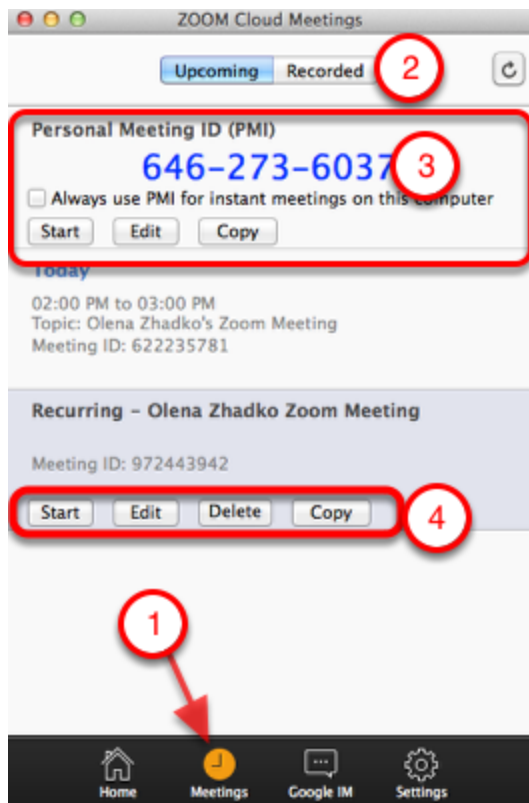 ZOOM Cloud Meetings
Upcoming Recorded 2
Personal Meeting ID (PMI)
646-273-6037 3
Always use PMI for instant meetings on this computer
Start Edit Copy
Today
02:00 PM to 03:00 PM
Topic: Olena Zhadko's Zoom Meeting
Meeting ID: 622235781
Recurring - Olena Zhadko Zoom Meeting
Meeting ID: 972443942
Start Edit Delete Copy 4
1
Home Meetings Google IM Settings